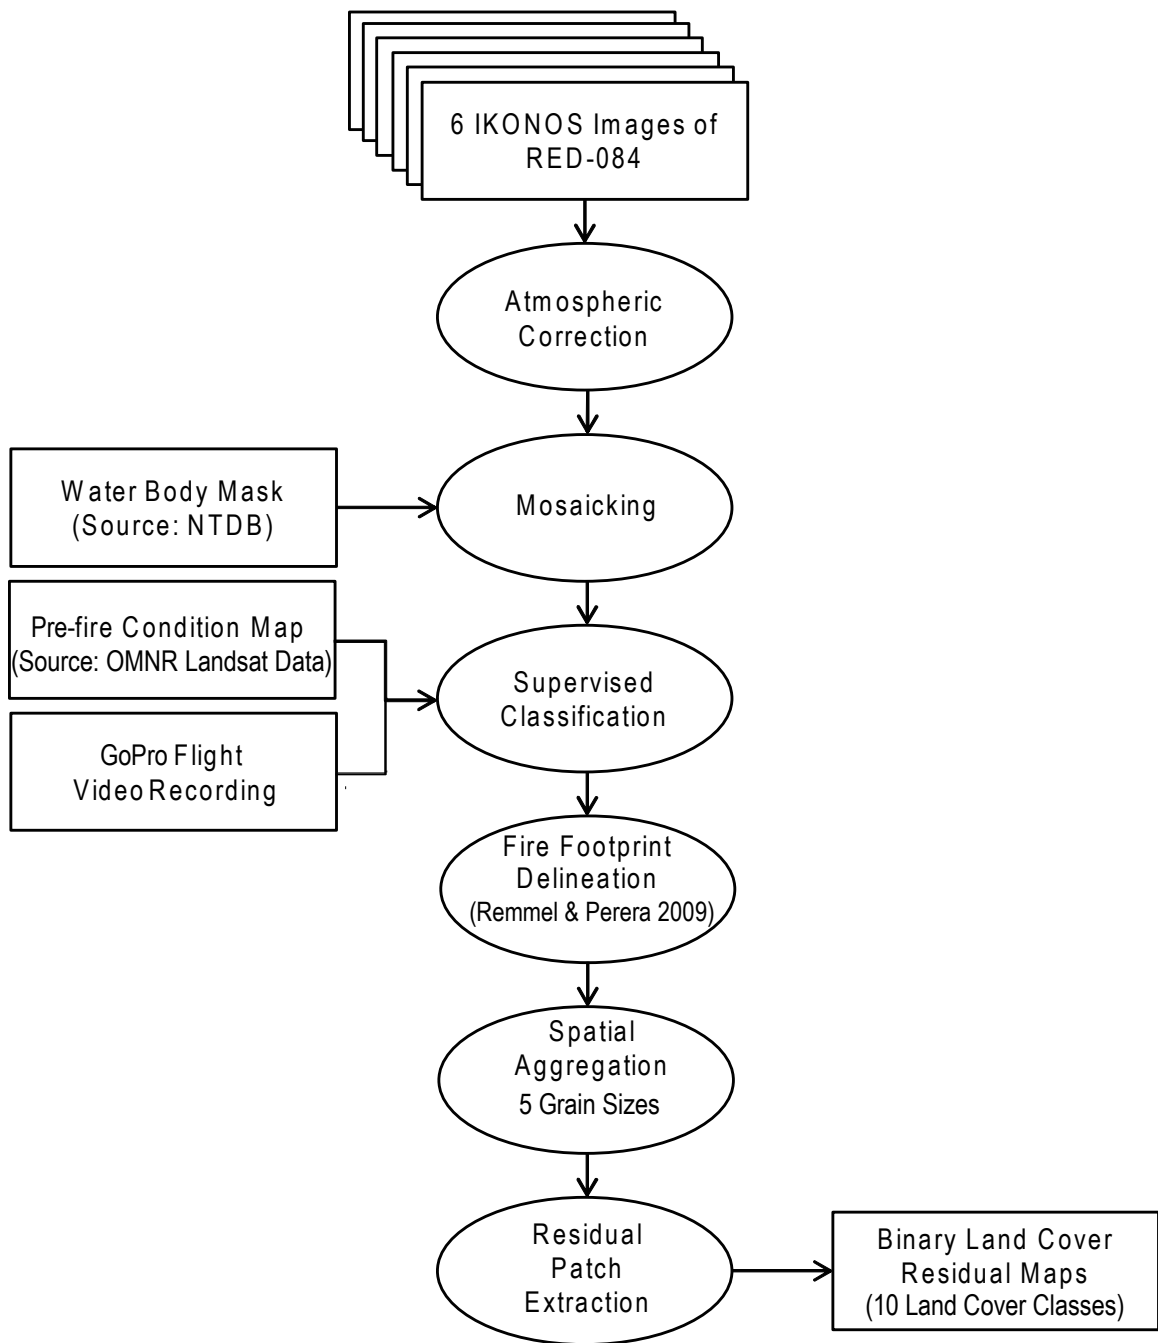 6 IKONOS Images of
RED-084
Atmospheric
Correction
Water Body Mask
(Source: NTDB)
Mosaicking
Pre-fire Condition Map
(Source: OMNR Landsat Data)
GoPro Flight
Video Recording
Supervised
Classification
Fire Footprint
Delineation
(Remmel & Perera 2009)
Spatial
Aggregation
5 Grain Sizes
Residual
Patch
Extraction
Binary Land Cover
Residual Maps
(10 Land Cover Classes)